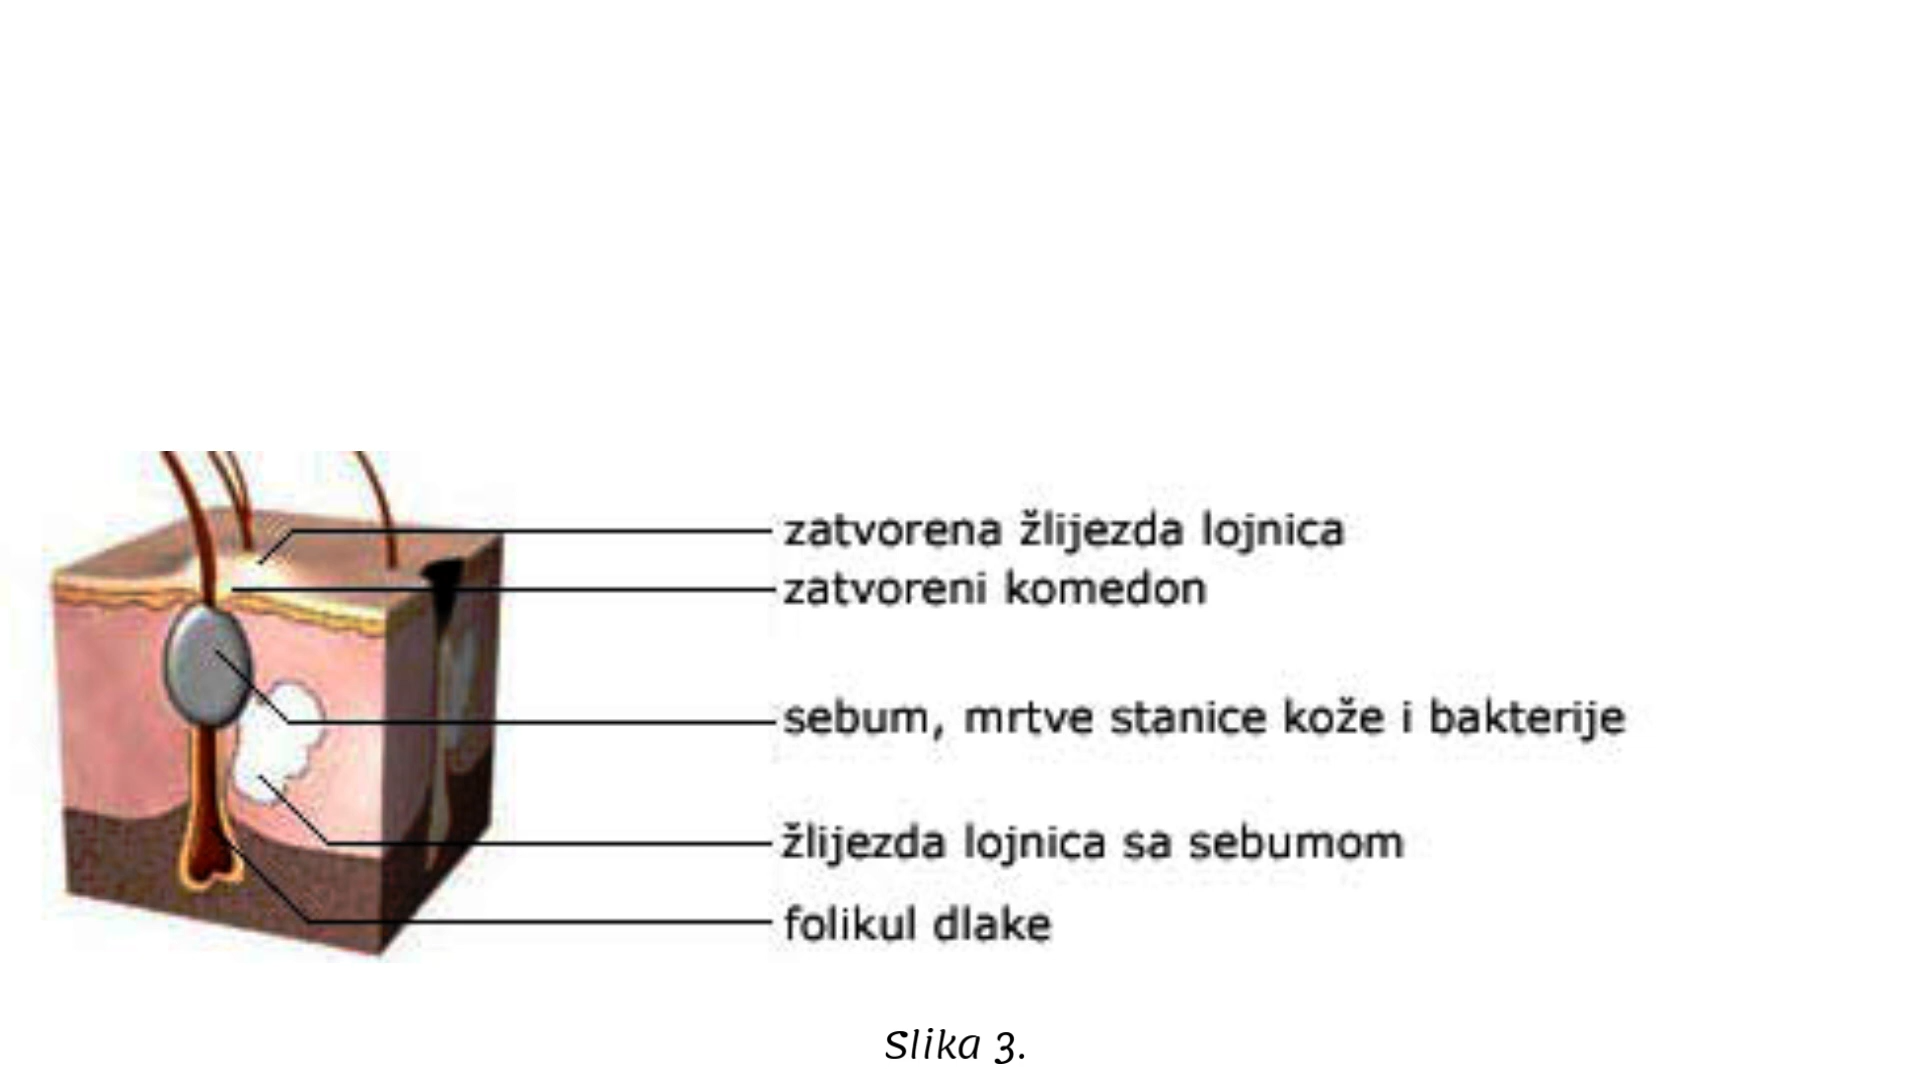 zatvorena žlijezda lojnica
zatvoreni komedon
sebum, mrtve stanice kože i bakterije
žlijezda lojnica sa sebumom
folikul dlake
Slika 3.